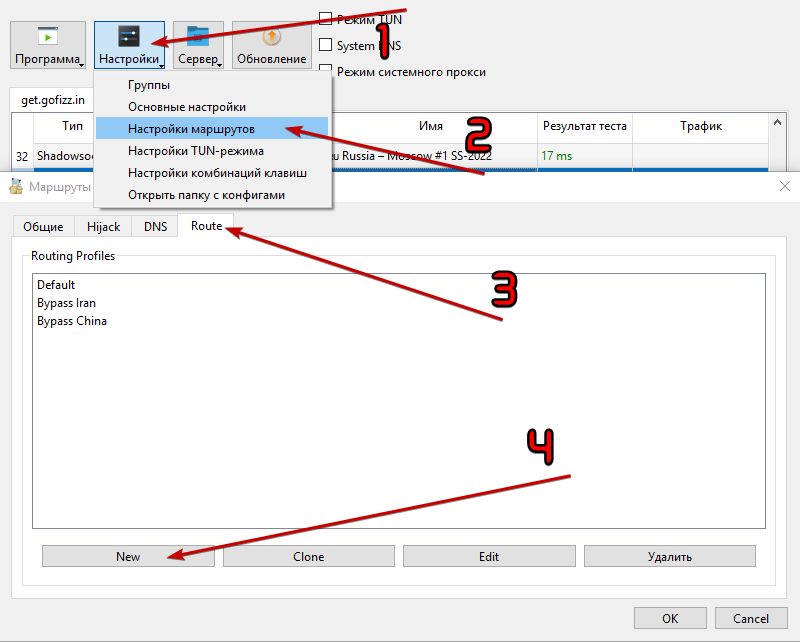 Режим TUN
System DNS
Режим системного прокси
Программа
Настройки
Сервер
Обновление
1
Группы
Основные настройки
Настройки маршрутов
Настройки TUN-режима
Настройки комбинаций клавиш
Открыть папку с конфигами
get.gofizz.in
Тип
Имя
Результат теста
Трафик
2
32
Russia – Moscow #1 SS-2022
17 ms
Маршруты
Общие
Hijack
DNS
Route
Routing Profiles
Default
Bypass Iran
Bypass China
3
4
New
Clone
Edit
Удалить
OK
Cancel